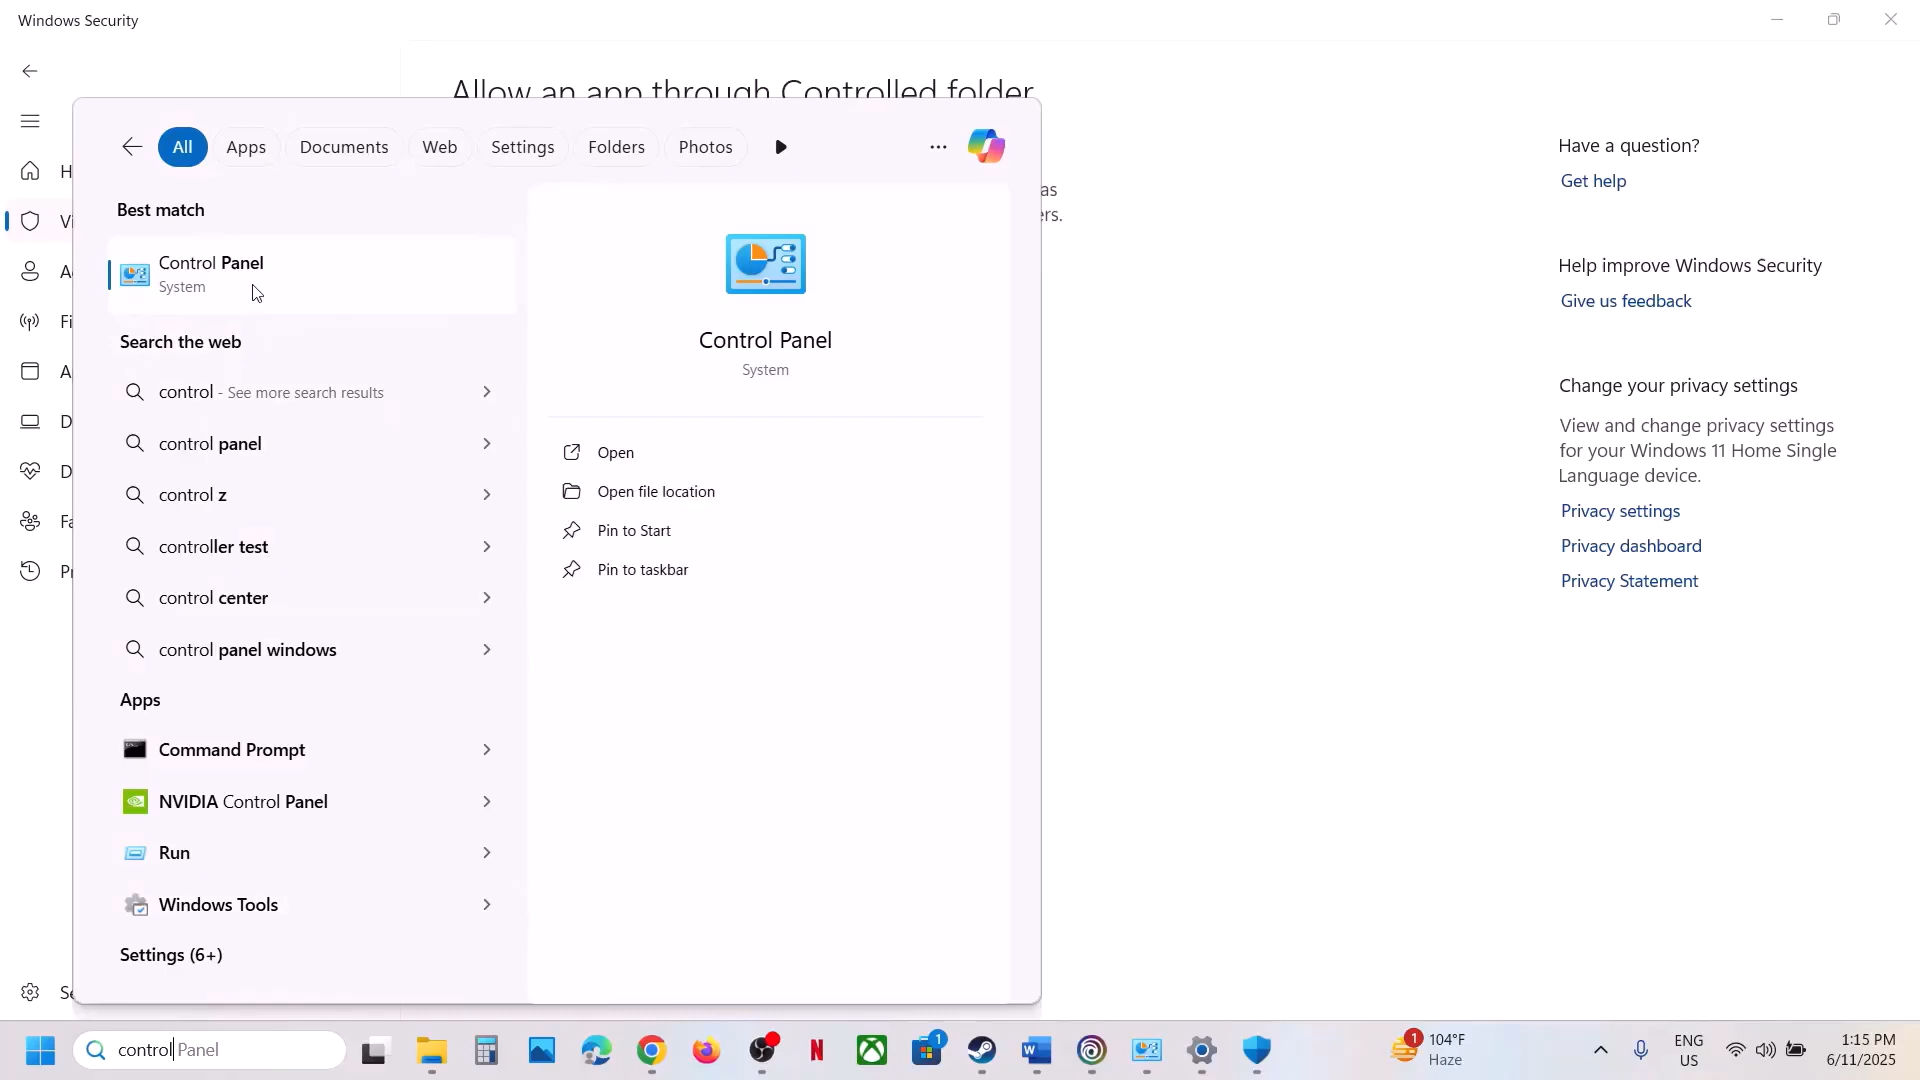 Windows Security
Allow an app through Controlled folder
All
Apps
Documents
Web
Settings
Folders
Photos
as
ers.
Best match
Control Panel
System
Search the web
control - See more search results
control panel
control z
controller test
control center
control panel windows
Apps
Command Prompt
NVIDIA Control Panel
Run
Windows Tools
Settings (6+)
Control Panel
System
Open
Open file location
Pin to Start
Pin to taskbar
Have a question?
Get help
Help improve Windows Security
Give us feedback
Change your privacy settings
View and change privacy settings
for your Windows 11 Home Single
Language device.
Privacy settings
Privacy dashboard
Privacy Statement
control Panel
1
1
104°F
Haze
ENG
US
1:15 PM
6/11/2025